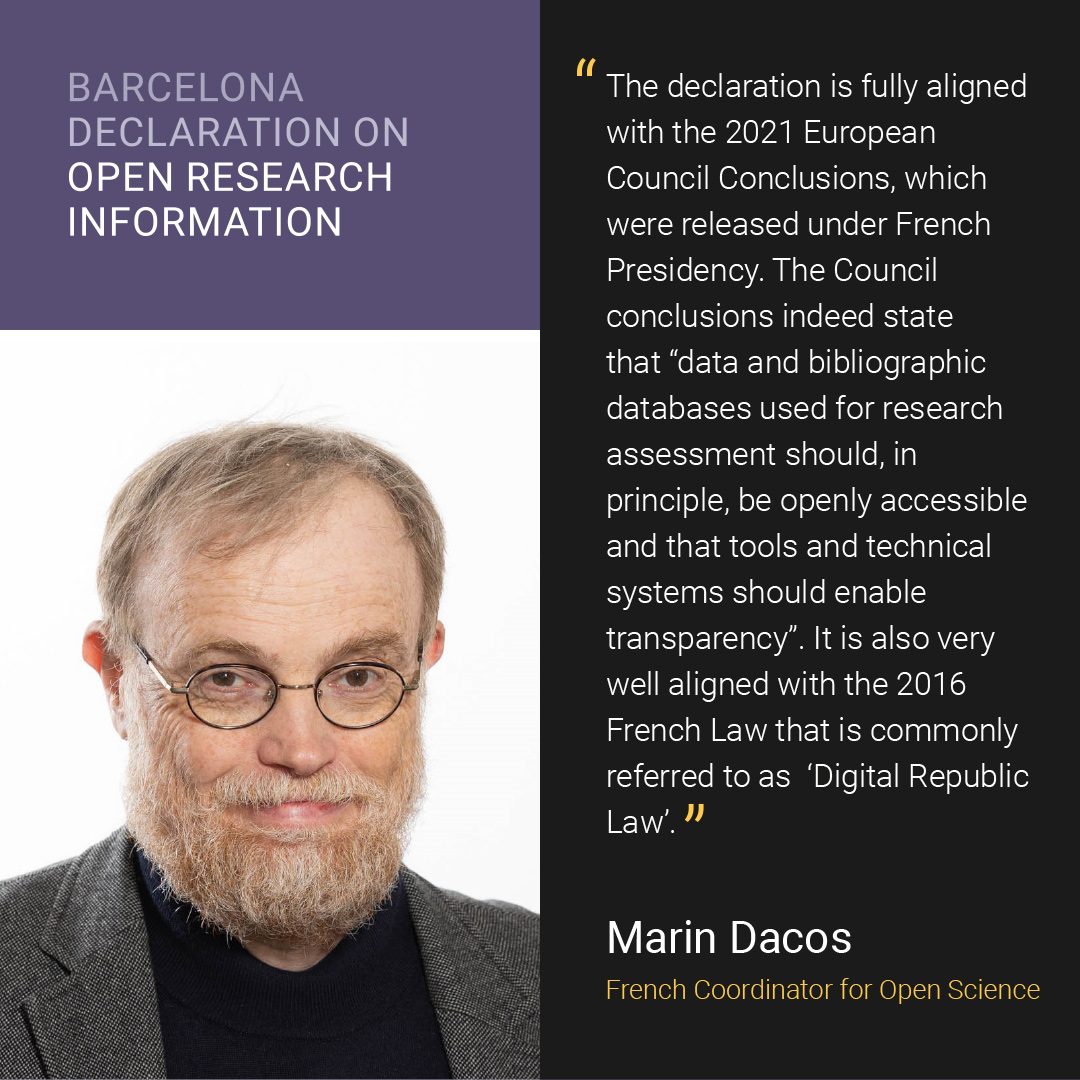 BARCELONA
DECLARATION ON
OPEN RESEARCH
INFORMATION
“ The declaration is fully aligned
with the 2021 European
Council Conclusions, which
were released under French
Presidency. The Council
conclusions indeed state
that “data and bibliographic
databases used for research
assessment should, in
principle, be openly accessible
and that tools and technical
systems should enable
transparency”. It is also very
well aligned with the 2016
French Law that is commonly
referred to as ‘Digital Republic
Law’. ”
Marin Dacos
French Coordinator for Open Science